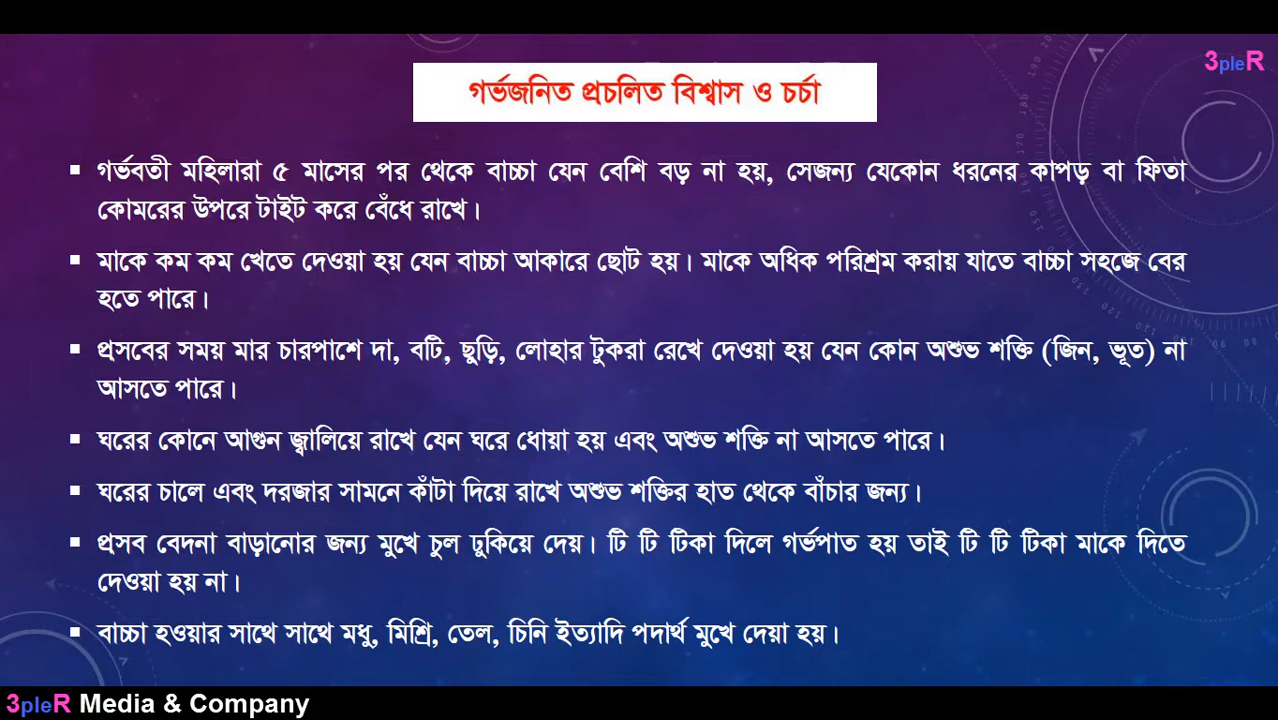 3pleR
গর্ভজনিত প্রচলিত বিশ্বাস ও চর্চা
▪ গর্ভবতী মহিলারা ৫ মাসের পর থেকে বাচ্চা যেন বেশি বড় না হয়, সেজন্য যেকোন ধরনের কাপড় বা ফিতা
কোমরের উপরে টাইট করে বেঁধে রাখে।
▪ মাকে কম কম খেতে দেওয়া হয় যেন বাচ্চা আকারে ছোট হয়। মাকে অধিক পরিশ্রম করায় যাতে বাচ্চা সহজে বের
হতে পারে।
▪ প্রসবের সময় মার চারপাশে দা, বটি, ছুড়ি, লোহার টুকরা রেখে দেওয়া হয় যেন কোন অশুভ শক্তি (জিন, ভূত) না
আসতে পারে।
▪ ঘরের কোনে আগুন জ্বালিয়ে রাখে যেন ঘরে ধোয়া হয় এবং অশুভ শক্তি না আসতে পারে।
▪ ঘরের চালে এবং দরজার সামনে কাঁটা দিয়ে রাখে অশুভ শক্তির হাত থেকে বাঁচার জন্য।
▪ প্রসব বেদনা বাড়ানোর জন্য মুখে চুল ঢুকিয়ে দেয়। টি টি টিকা দিলে গর্ভপাত হয় তাই টি টি টিকা মাকে দিতে
দেওয়া হয় না।
▪ বাচ্চা হওয়ার সাথে সাথে মধু, মিশ্রি, তেল, চিনি ইত্যাদি পদার্থ মুখে দেয়া হয়।
3pleR Media & Company